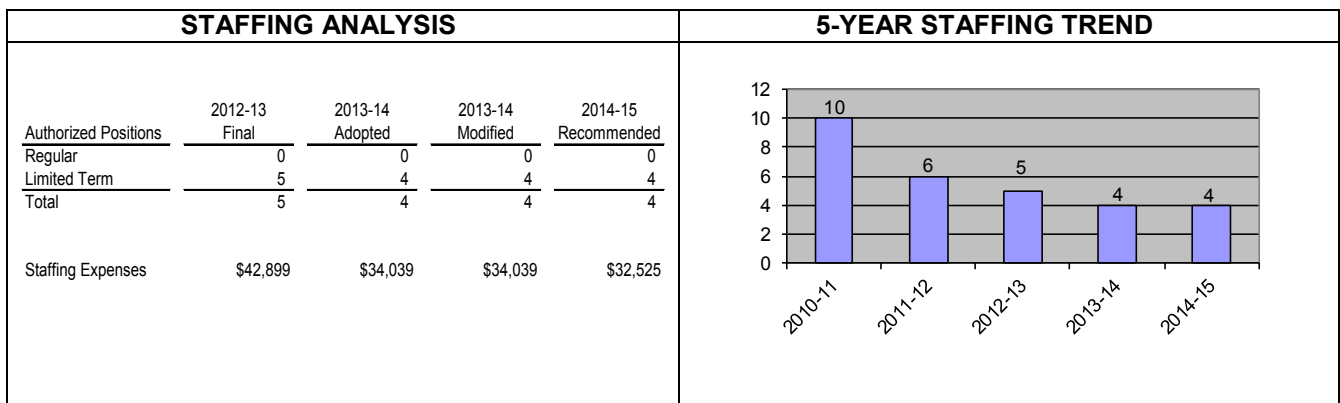 STAFFING ANALYSIS
2012-13 2013-14 2013-14 2014-15
Authorized Positions Final Adopted Modified Recommended
Regular 0 0 0 0
Limited Term 5 4 4 4
Total 5 4 4 4
Staffing Expenses $42,899 $34,039 $34,039 $32,525
5-YEAR STAFFING TREND
12
10
8
6
4
2
0
10 6 5 4 4
2010-11 2011-12 2012-13 2013-14 2014-15